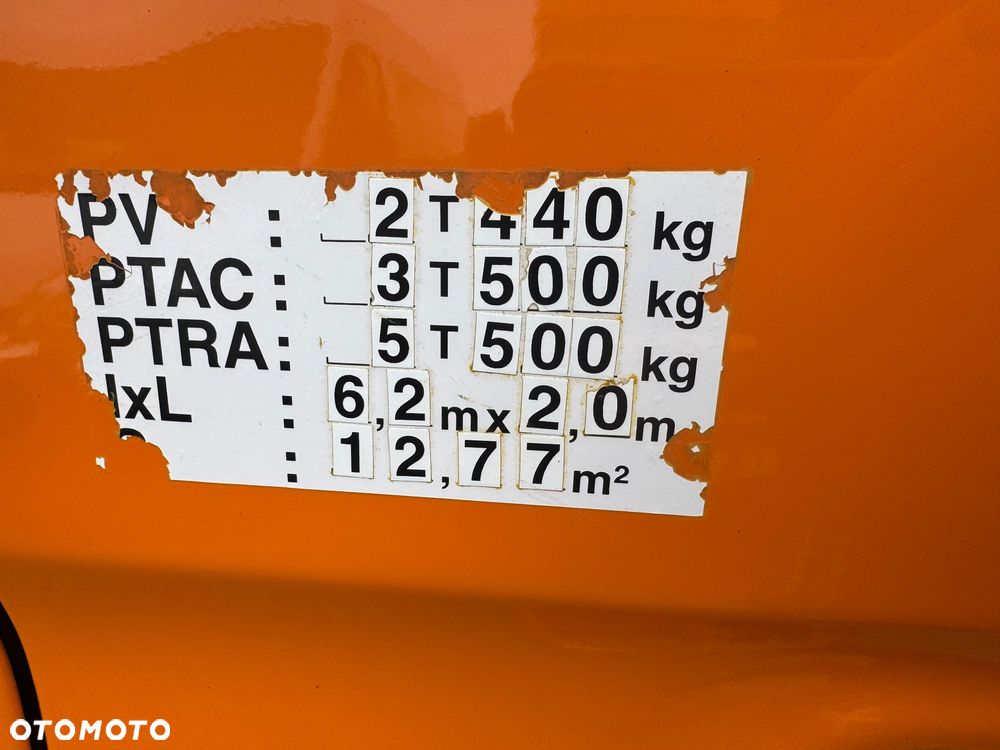 PV : 2 T 440 kg
PTAC : 3 T 500 kg
PTRA : 5 T 500 kg
lxL : 6,2 m x 2,0 m
: 12,77 m²
OTOMOTO